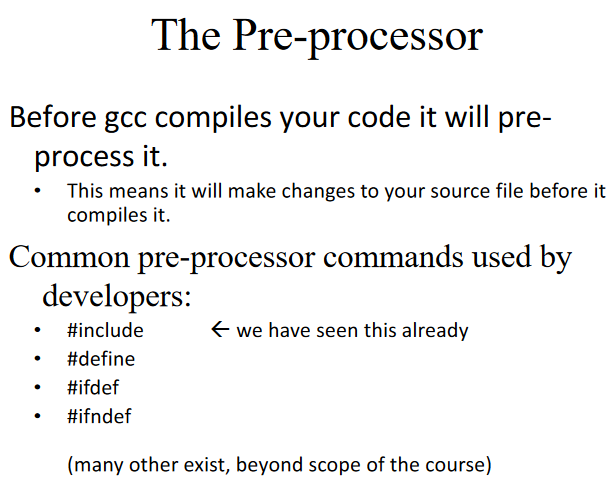 The Pre-processor
Before gcc compiles your code it will pre-
process it.
• This means it will make changes to your source file before it
compiles it.
Common pre-processor commands used by
developers:
• #include ← we have seen this already
• #define
• #ifdef
• #ifndef
(many other exist, beyond scope of the course)